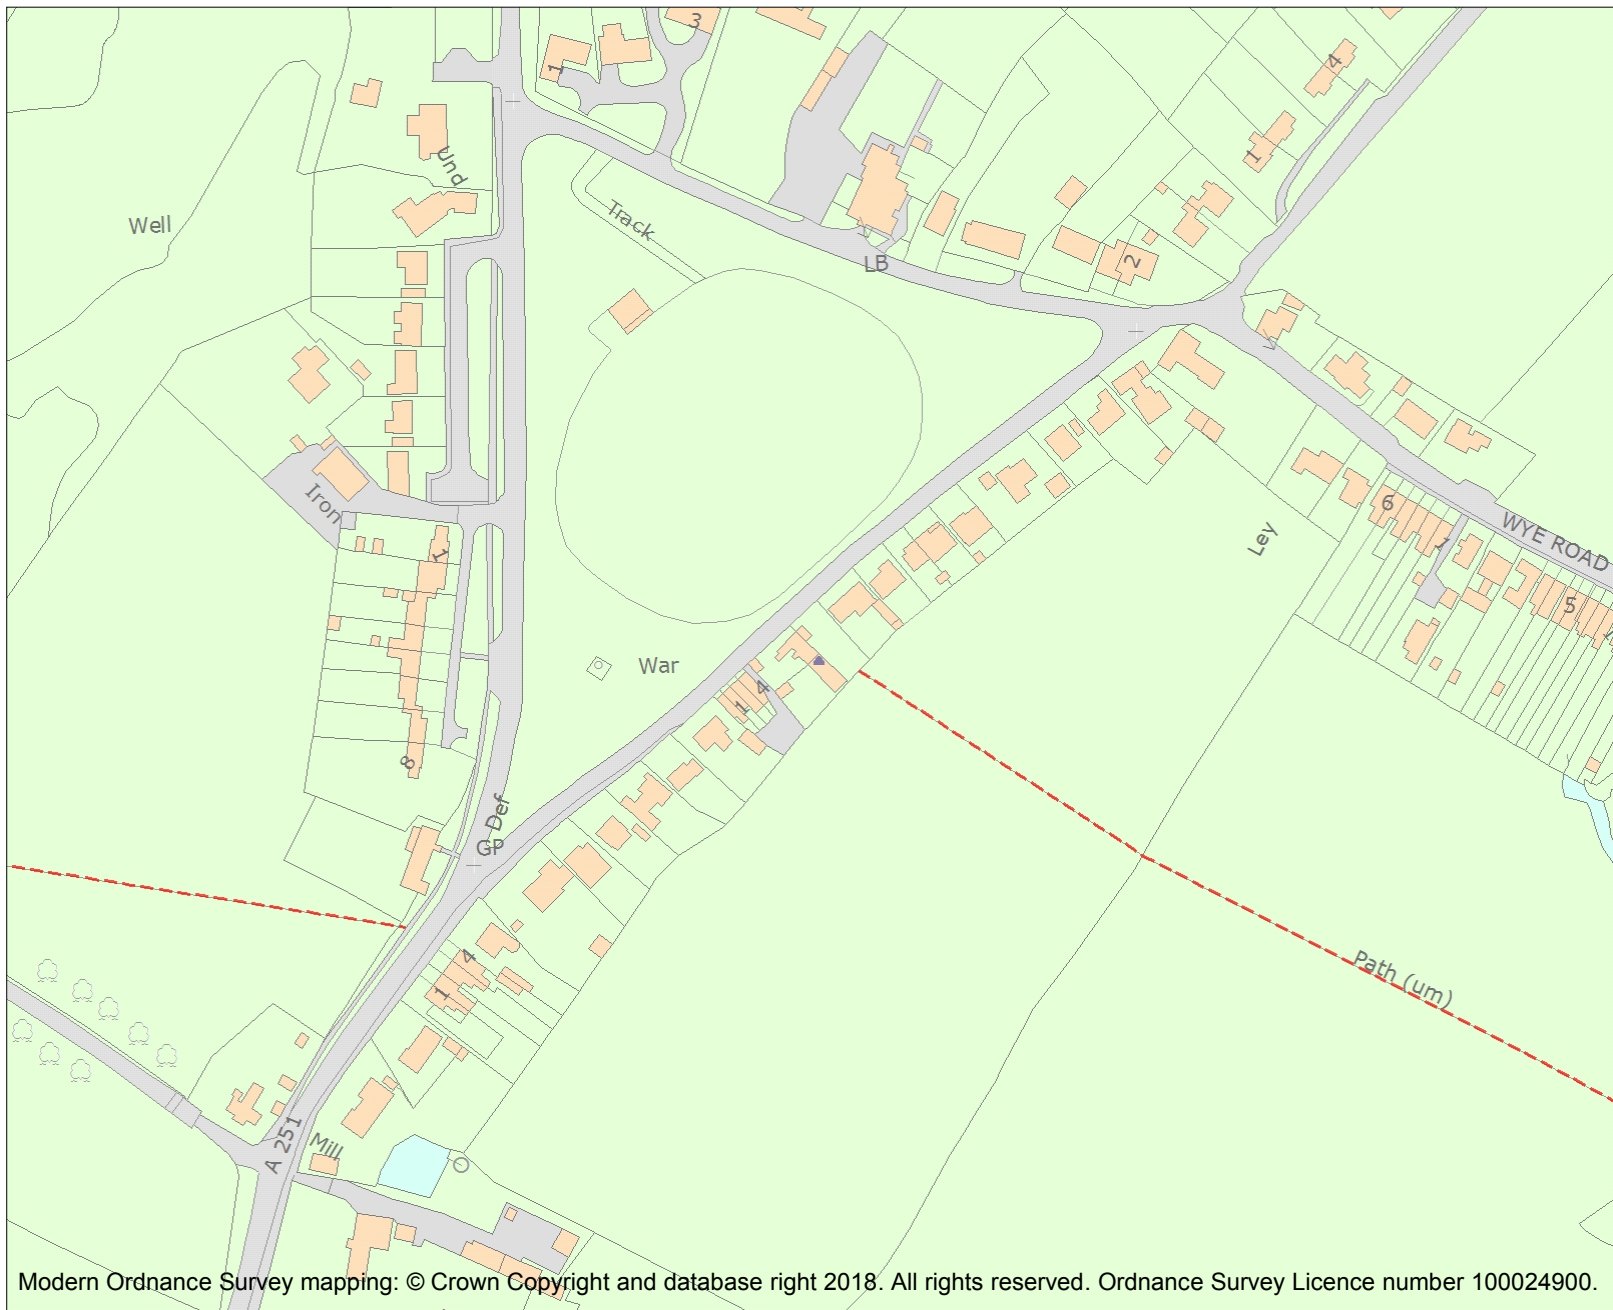 3
1
4
Und
1
Well
Track
LB
2
V
V
Iron
6
WYE ROAD
Ley
1
1
5
War
4
1
8
Def
GP
4
Path (um)
1
A 251
Mill
Modern Ordnance Survey mapping: © Crown Copyright and database right 2018. All rights reserved. Ordnance Survey Licence number 100024900.